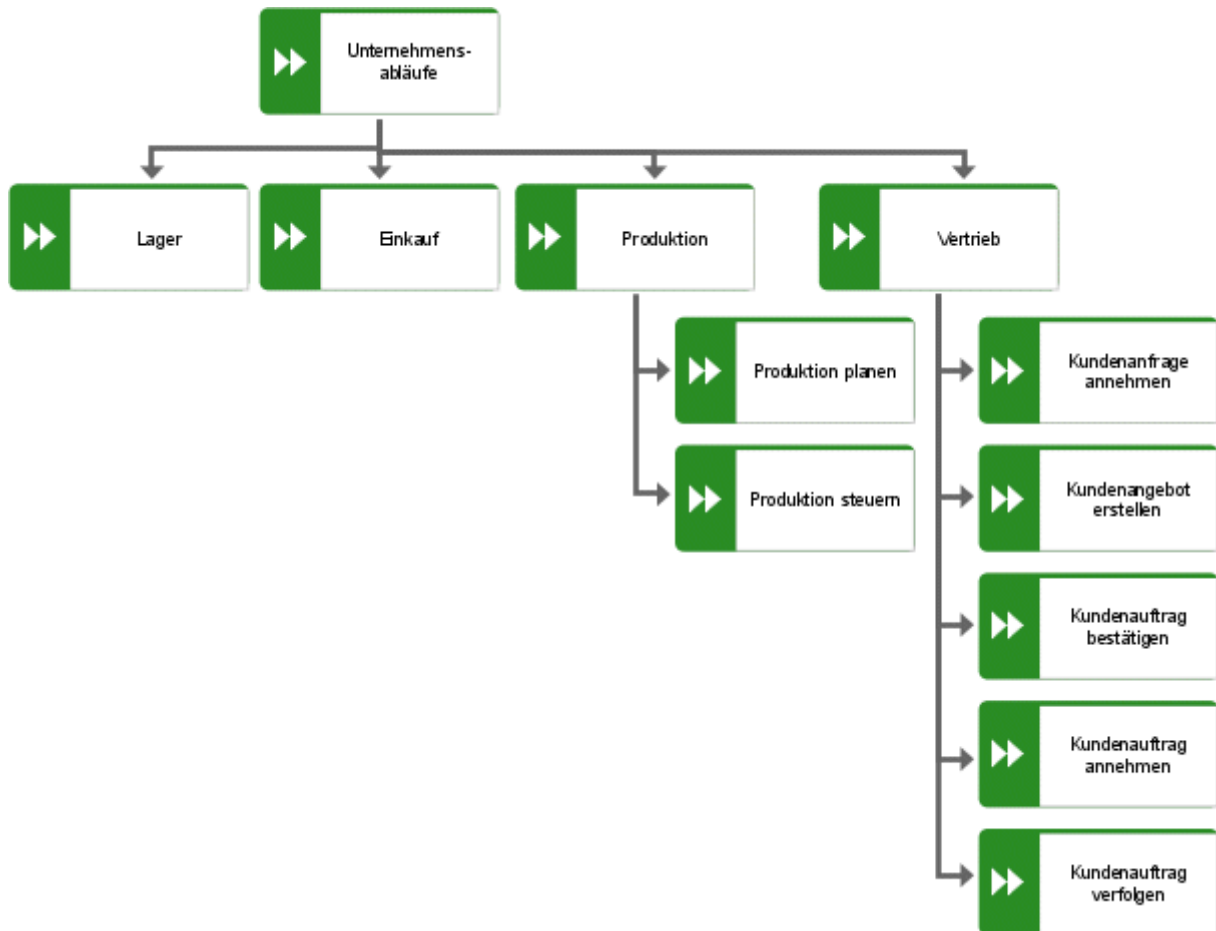 Unternehmens-
abläufe
Lager
Einkauf
Produktion
Vertrieb
Produktion planen
Produktion steuern
Kundenanfrage
annehmen
Kundenangebot
erstellen
Kundenauftrag
bestätigen
Kundenauftrag
annehmen
Kundenauftrag
verfolgen